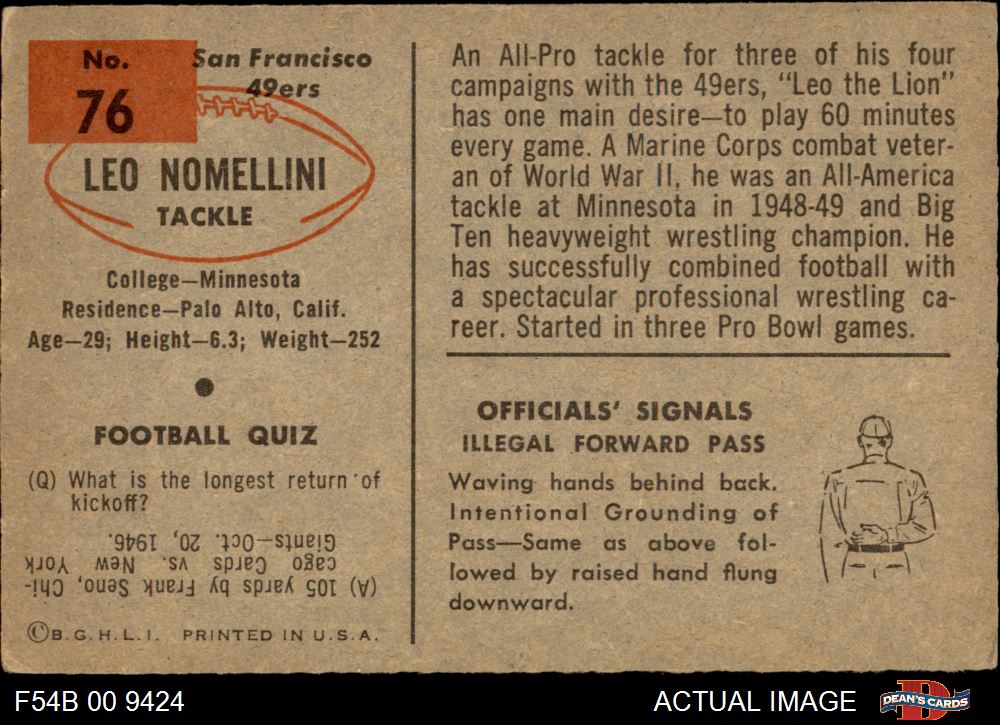 No.
76
San Francisco
49ers
LEO NOMELLINI
TACKLE
College—Minnesota
Residence—Palo Alto, Calif.
Age—29; Height—6.3; Weight—252
FOOTBALL QUIZ
(Q) What is the longest return of
kickoff?
(A) 105 yards by Frank Seno, Chi-
cago Cards vs. New York
Giants—Oct. 20, 1946.
©B.G.H.L.I. PRINTED IN U.S.A.
An All-Pro tackle for three of his four
campaigns with the 49ers, “Leo the Lion”
has one main desire—to play 60 minutes
every game. A Marine Corps combat veter-
an of World War II, he was an All-America
tackle at Minnesota in 1948-49 and Big
Ten heavyweight wrestling champion. He
has successfully combined football with
a spectacular professional wrestling ca-
reer. Started in three Pro Bowl games.
OFFICIALS’ SIGNALS
ILLEGAL FORWARD PASS
Waving hands behind back.
Intentional Grounding of
Pass—Same as above fol-
lowed by raised hand flung
downward.
F54B 00 9424
ACTUAL IMAGE
D
DEAN'S CARDS